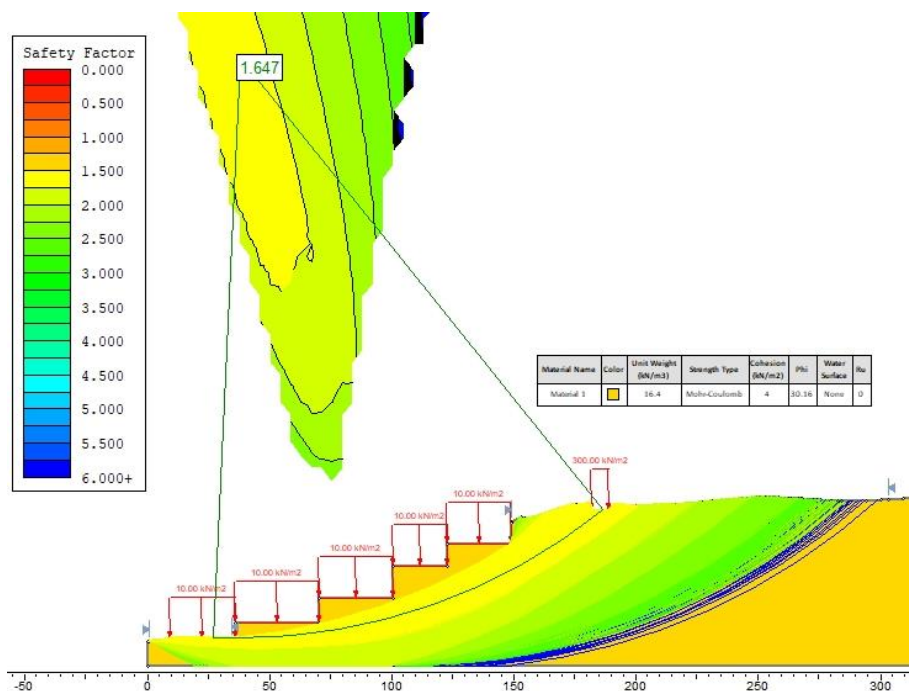 Safety Factor
0.000
0.500
1.000
1.500
2.000
2.500
3.000
3.500
4.000
4.500
5.000
5.500
6.000+
1.647
Material Name Color Unit Weight (kN/m3) Strength Type Cohesion (kN/m2) Phi Water Surface Ru
Material 1 16.4 Mohr-Coulomb 4 30.16 None 0
300.00 kN/m2
10.00 kN/m2
10.00 kN/m2
10.00 kN/m2
10.00 kN/m2
10.00 kN/m2
-50 0 50 100 150 200 250 300